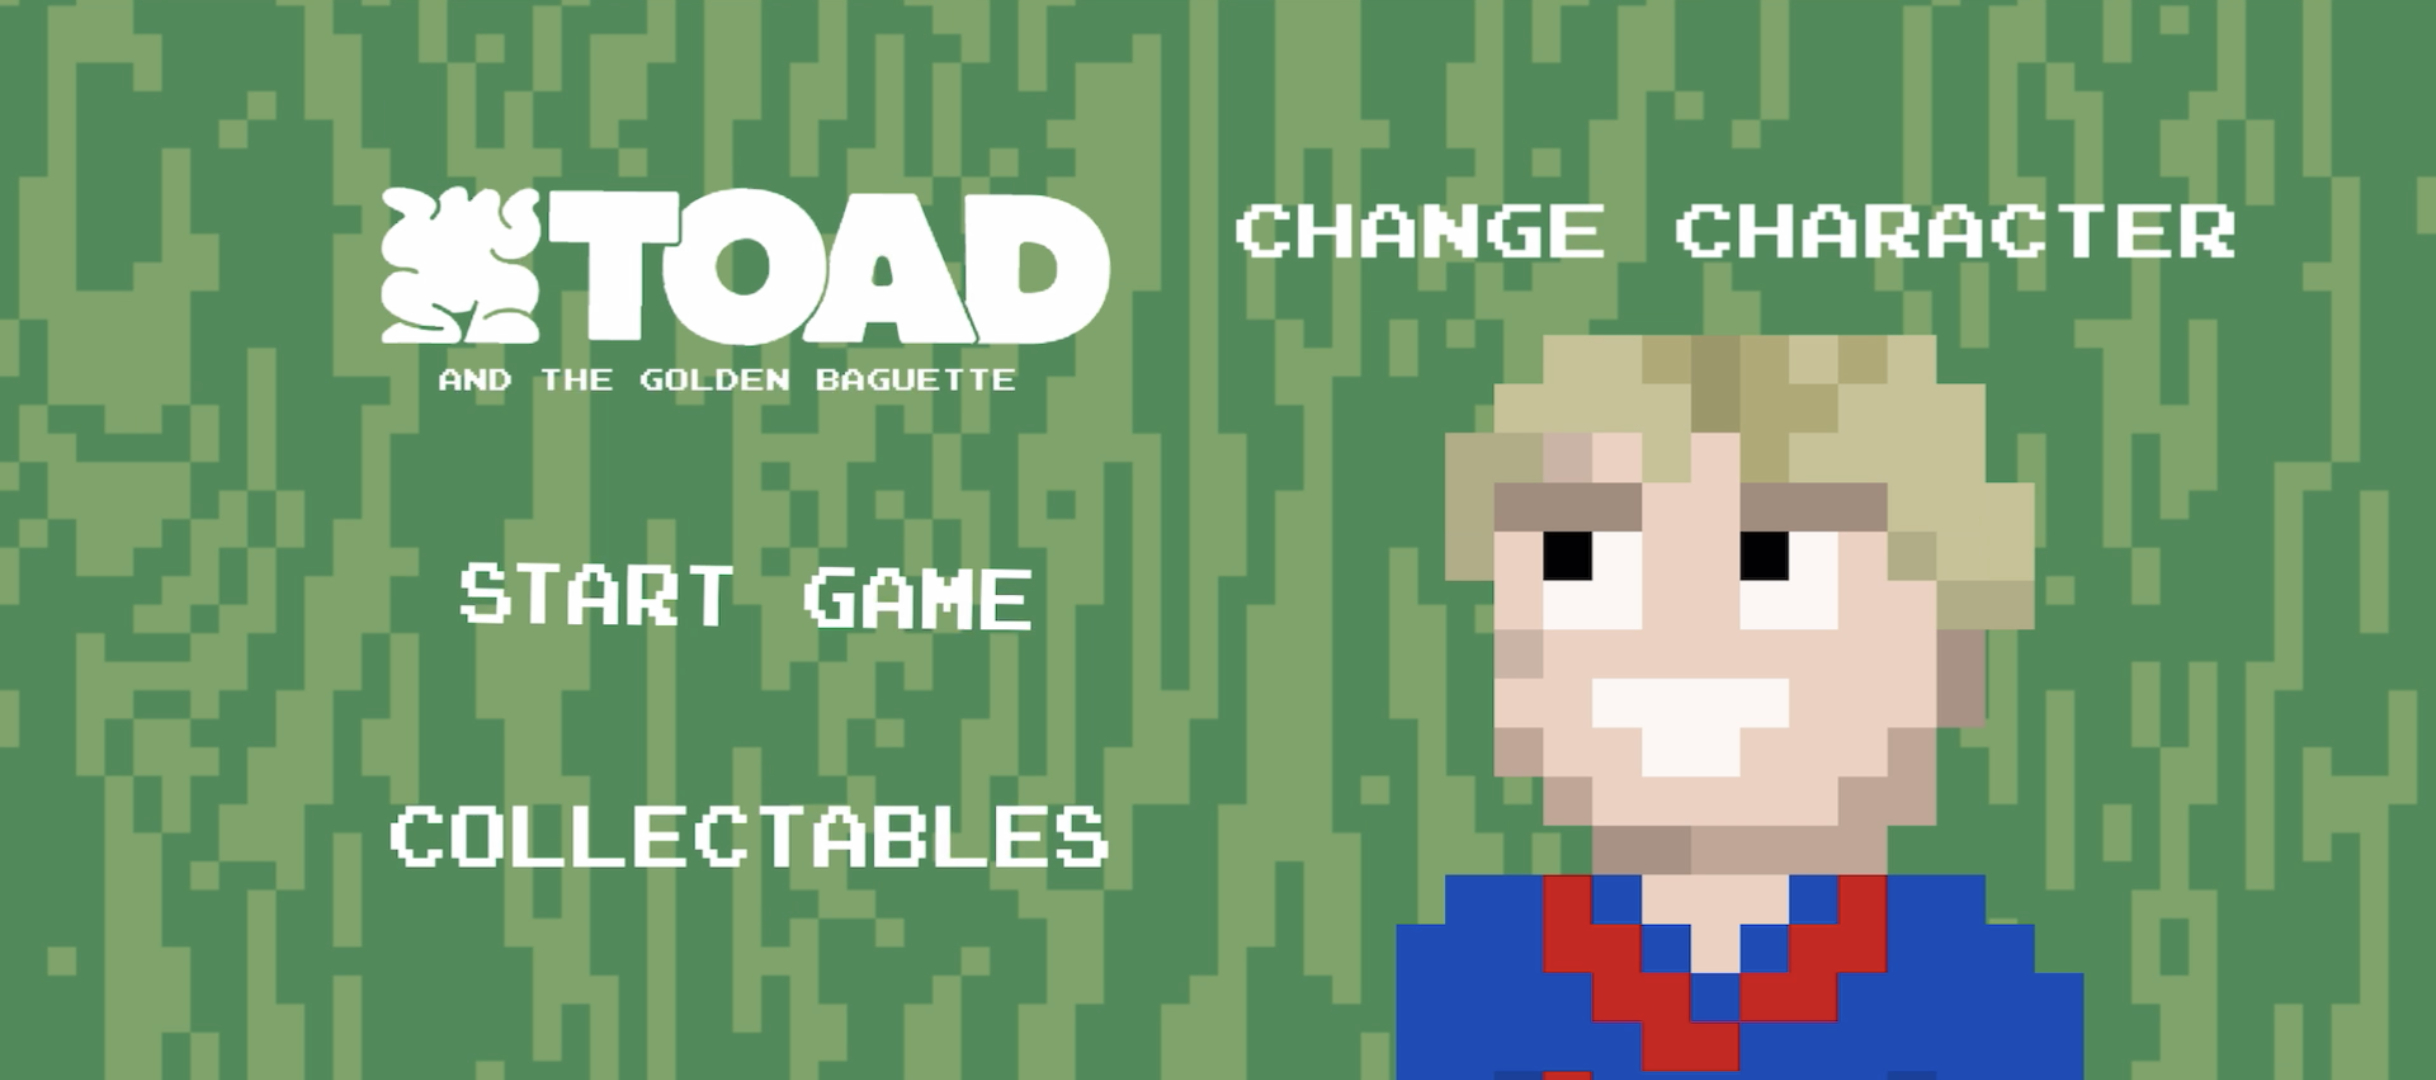 TOAD
AND THE GOLDEN BAGUETTE
START GAME
COLLECTABLES
CHANGE CHARACTER